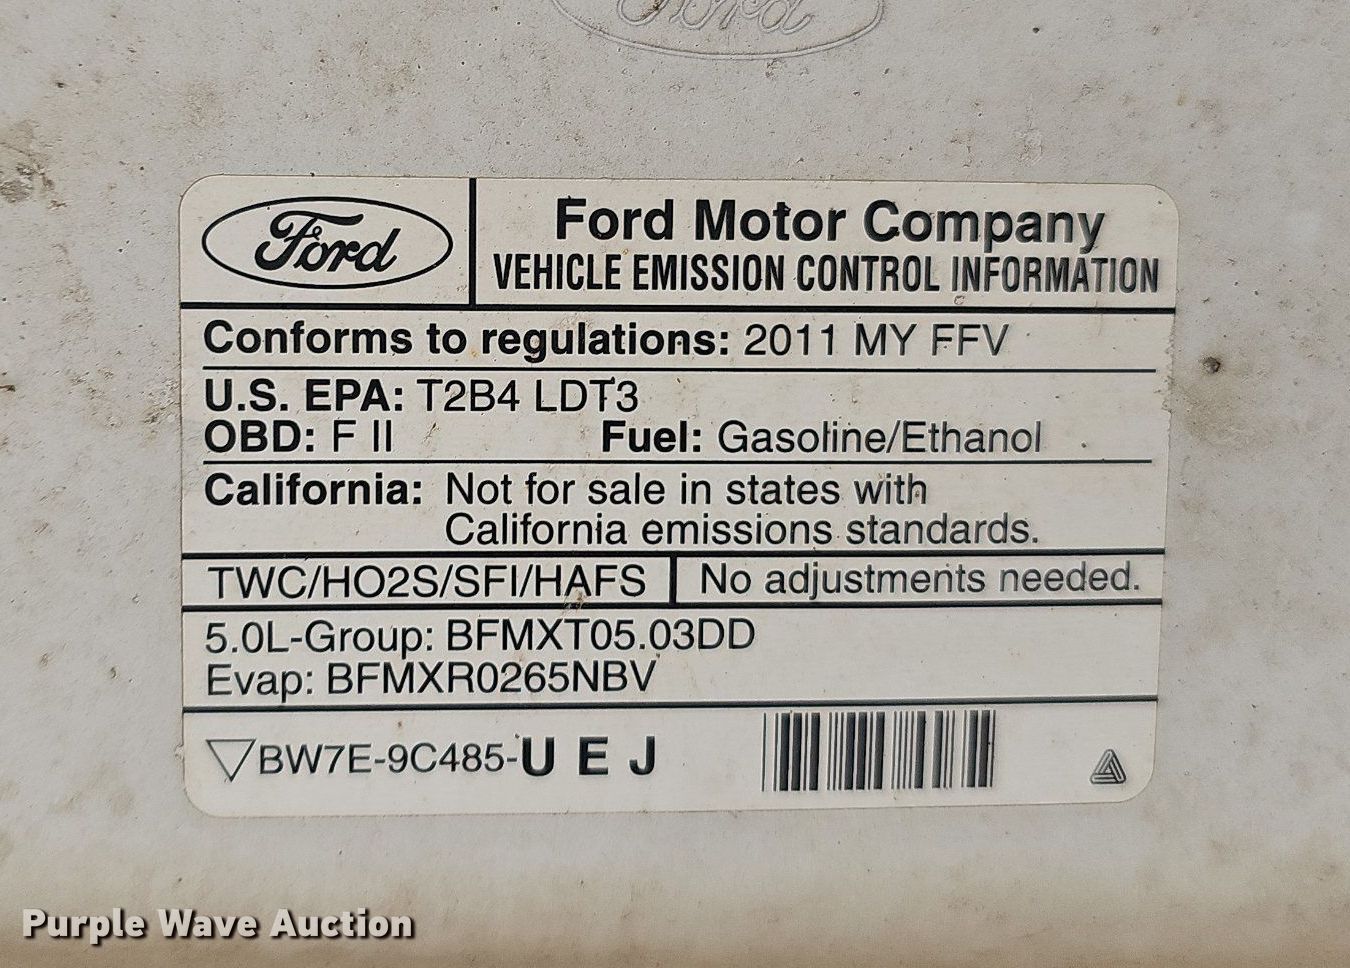 Ford
Ford
Ford Motor Company
VEHICLE EMISSION CONTROL INFORMATION
Conforms to regulations: 2011 MY FFV
U.S. EPA: T2B4 LDT3
OBD: F II Fuel: Gasoline/Ethanol
California: Not for sale in states with
California emissions standards.
TWC/HO2S/SFI/HAFS No adjustments needed.
5.0L-Group: BFMXT05.03DD
Evap: BFMXR0265NBV
BW7E-9C485-U E J
Purple Wave Auction